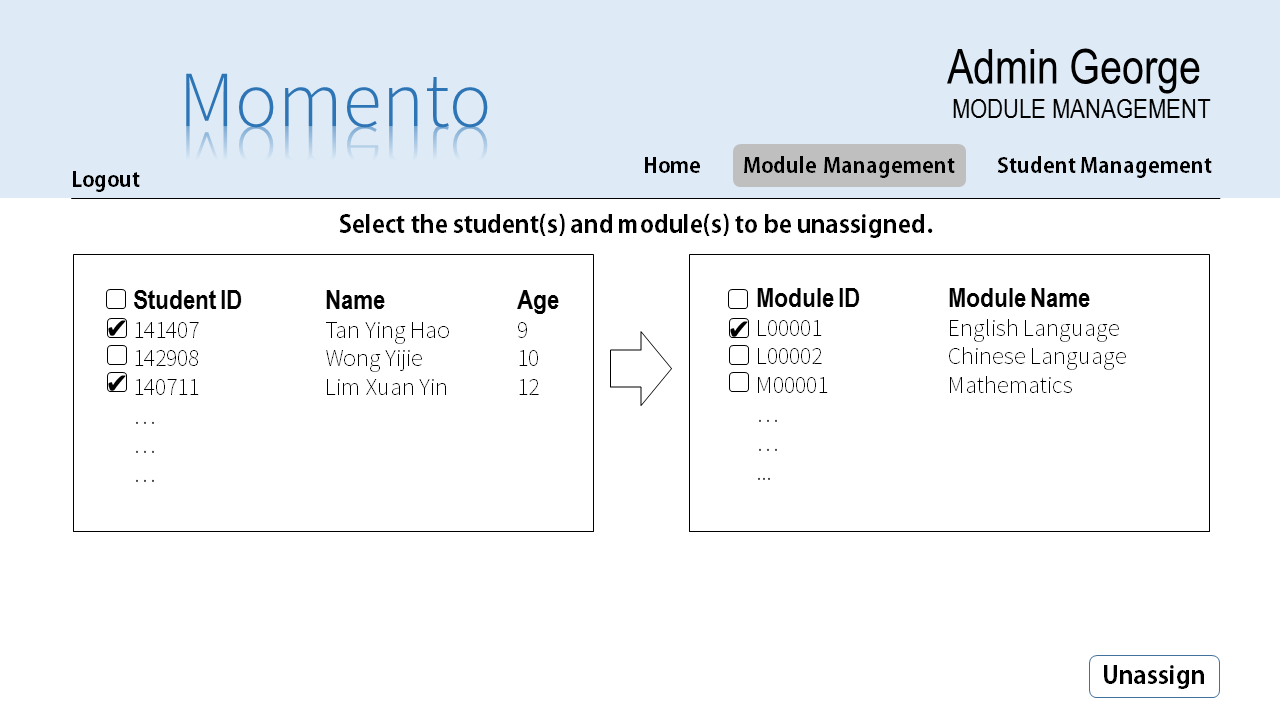 Momento
Admin George
MODULE MANAGEMENT
Logout
Home Module Management Student Management
Select the student(s) and module(s) to be unassigned.
Student ID Name Age
141407 Tan Ying Hao 9
142908 Wong Yijie 10
140711 Lim Xuan Yin 12
...
...
...
Module ID Module Name
L00001 English Language
L00002 Chinese Language
M00001 Mathematics
...
...
...
Unassign